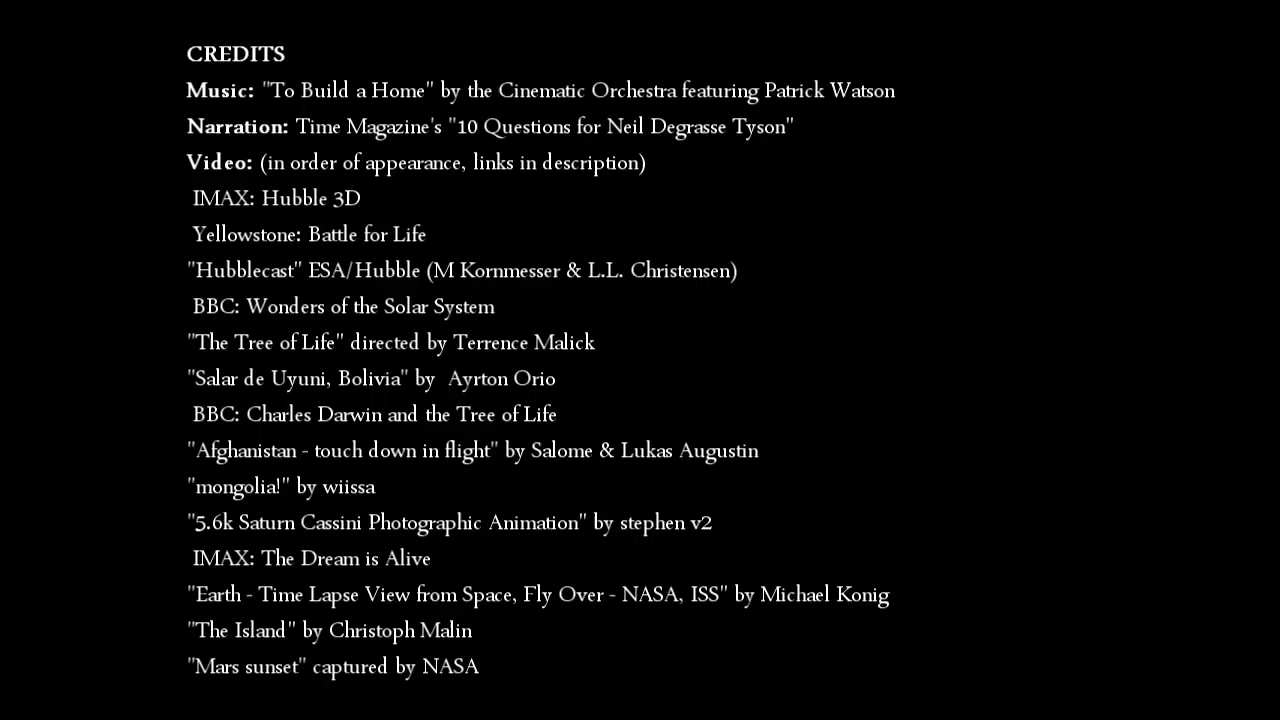 CREDITS
Music: "To Build a Home" by the Cinematic Orchestra featuring Patrick Watson
Narration: Time Magazine's "10 Questions for Neil Degrasse Tyson"
Video: (in order of appearance, links in description)
IMAX: Hubble 3D
Yellowstone: Battle for Life
"Hubblecast" ESA/Hubble (M Kornmesser & L.L. Christensen)
BBC: Wonders of the Solar System
"The Tree of Life" directed by Terrence Malick
"Salar de Uyuni, Bolivia" by  Ayrton Orio
BBC: Charles Darwin and the Tree of Life
"Afghanistan - touch down in flight" by Salome & Lukas Augustin
"mongolia!" by wiissa
"5.6k Saturn Cassini Photographic Animation" by stephen v2
IMAX: The Dream is Alive
"Earth - Time Lapse View from Space, Fly Over - NASA, ISS" by Michael Konig
"The Island" by Christoph Malin
"Mars sunset" captured by NASA